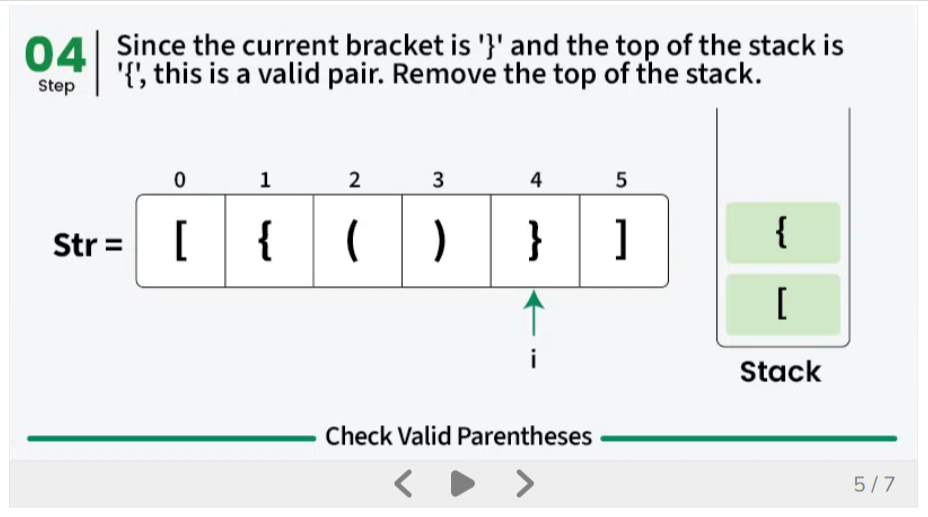 04
Step
Since the current bracket is '}' and the top of the stack is
'{', this is a valid pair. Remove the top of the stack.
0 1 2 3 4 5
Str = [ { ( ) } ]
i
{
[
Stack
Check Valid Parentheses
5 / 7